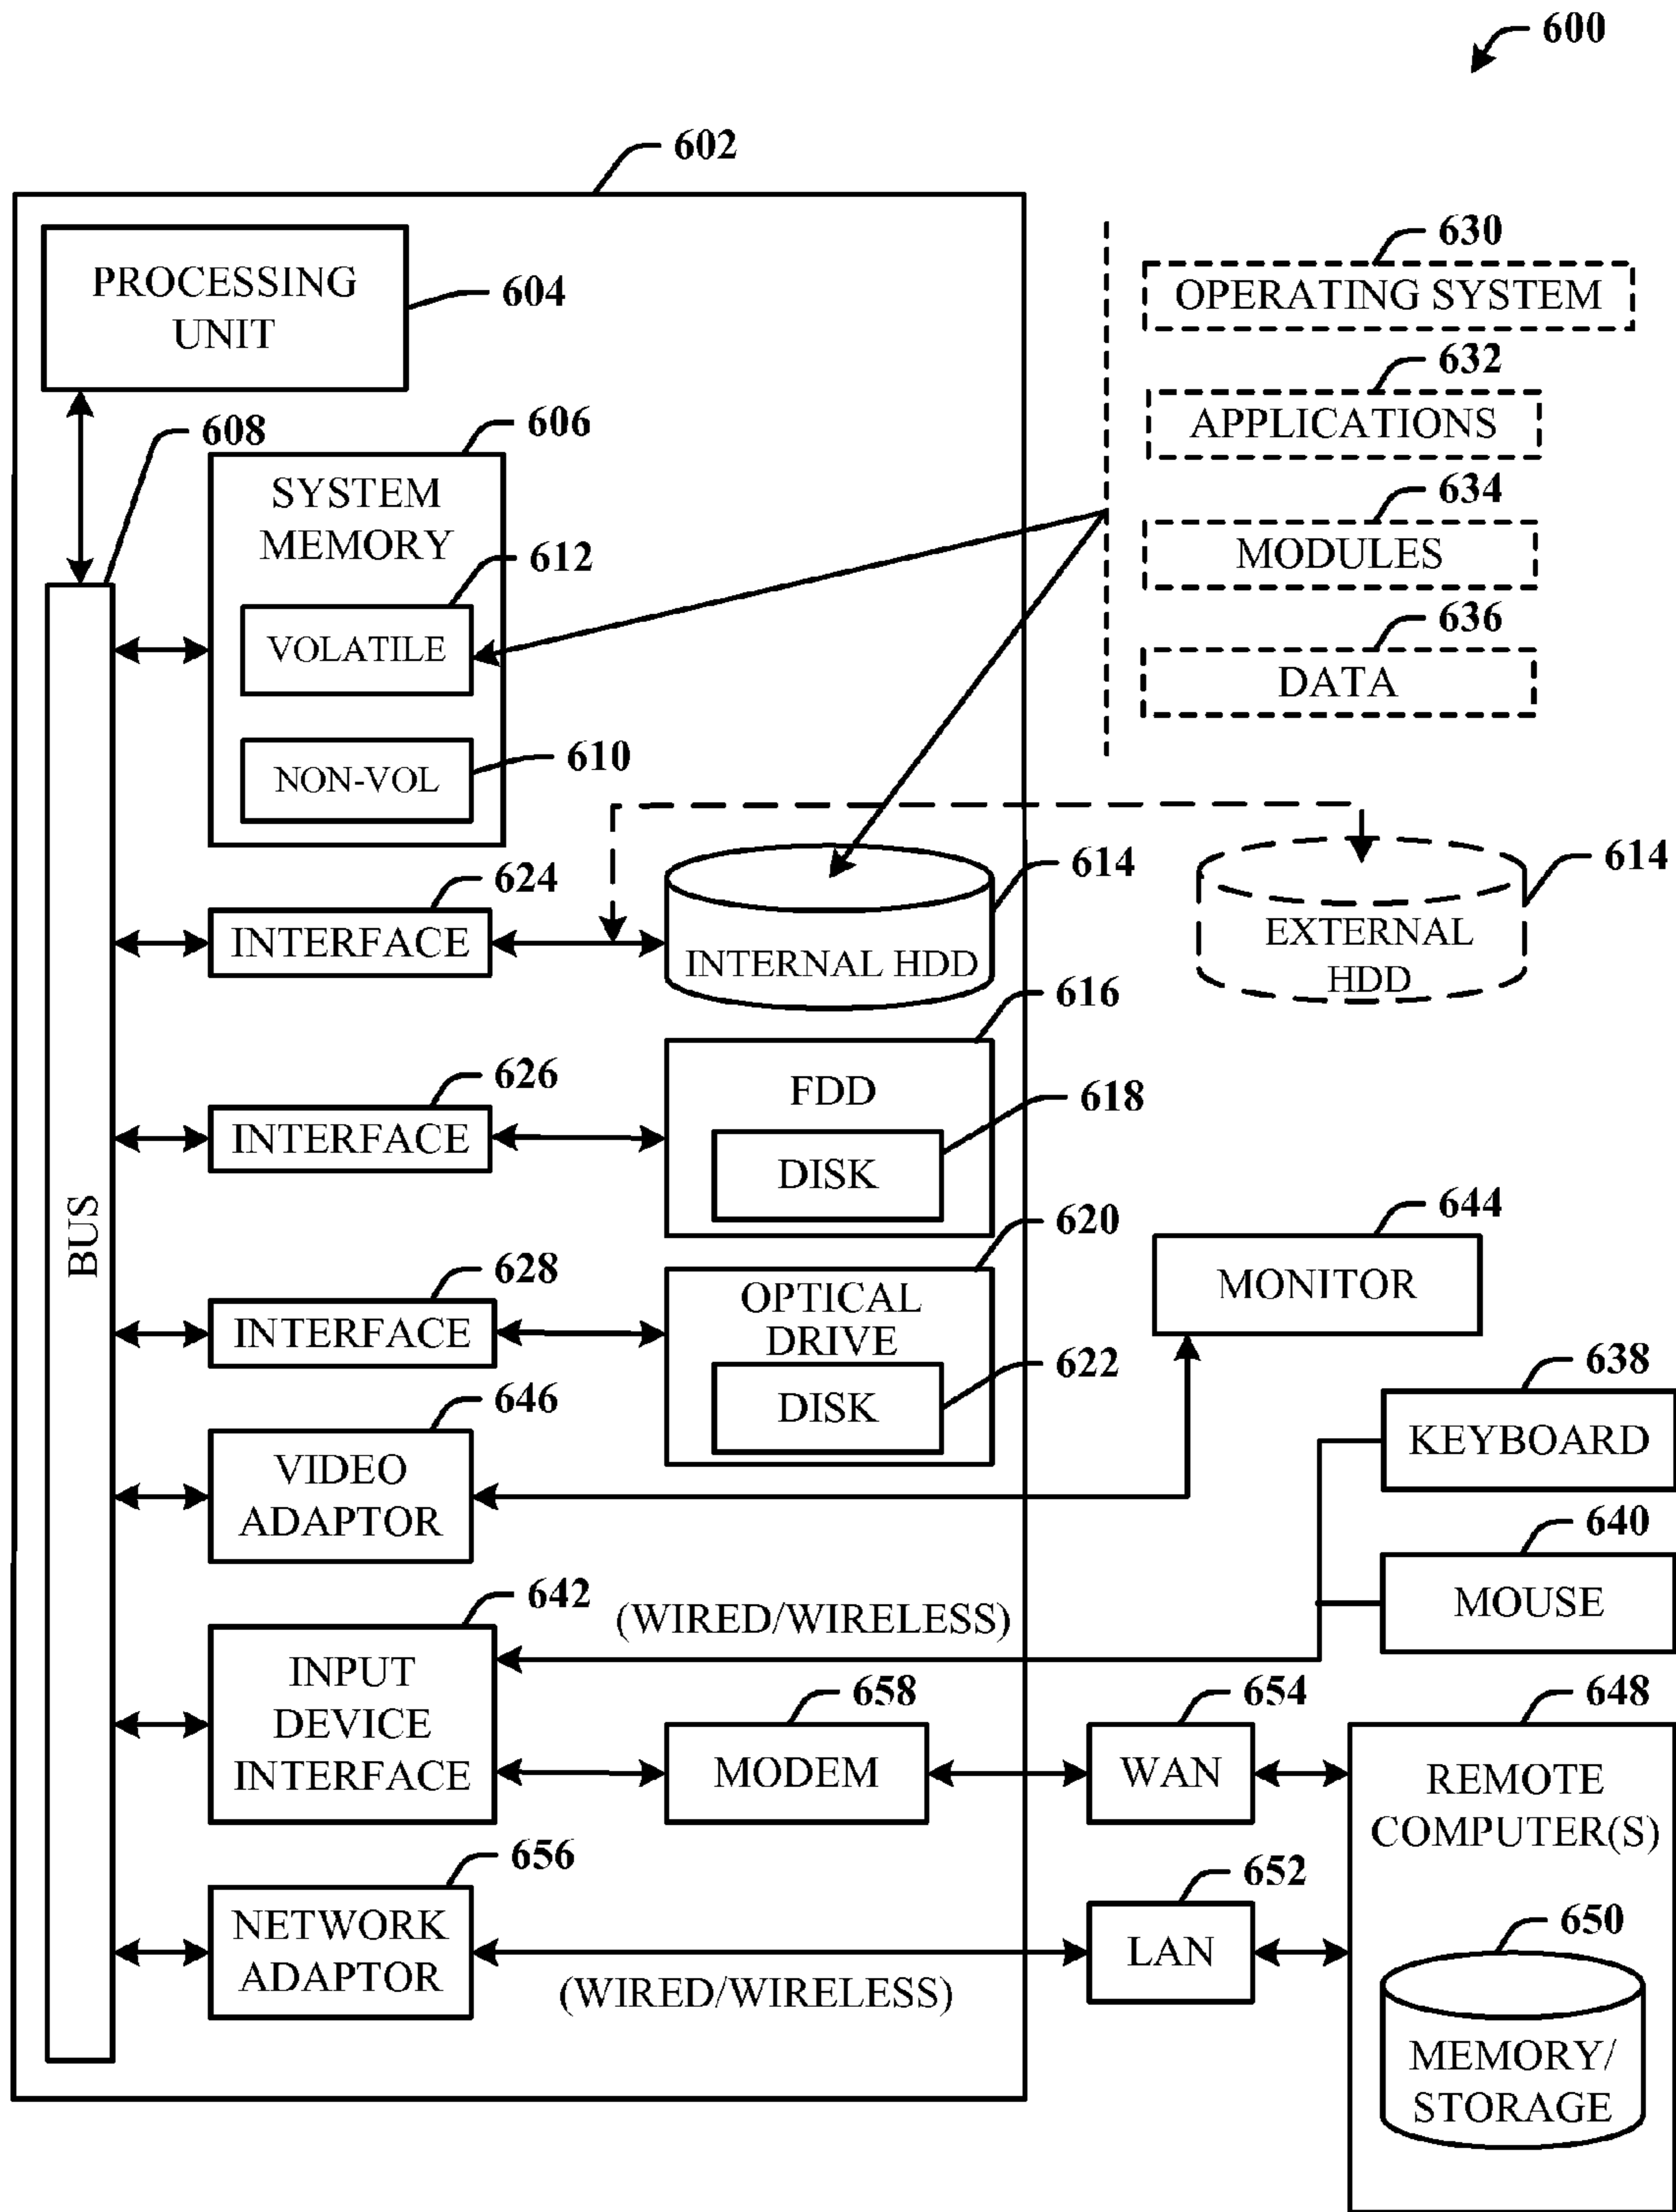 600
602
PROCESSING
UNIT
604
630
OPERATING SYSTEM
632
APPLICATIONS
634
MODULES
636
DATA
608
606
SYSTEM
MEMORY
612
VOLATILE
610
NON-VOL
BUS
624
INTERFACE
614
INTERNAL HDD
614
EXTERNAL
HDD
626
INTERFACE
616
FDD
618
DISK
628
INTERFACE
620
OPTICAL
DRIVE
622
DISK
644
MONITOR
646
VIDEO
ADAPTOR
638
KEYBOARD
640
MOUSE
642
INPUT
DEVICE
INTERFACE
(WIRED/WIRELESS)
658
MODEM
654
WAN
648
REMOTE
COMPUTER(S)
656
NETWORK
ADAPTOR
(WIRED/WIRELESS)
652
LAN
650
MEMORY/
STORAGE